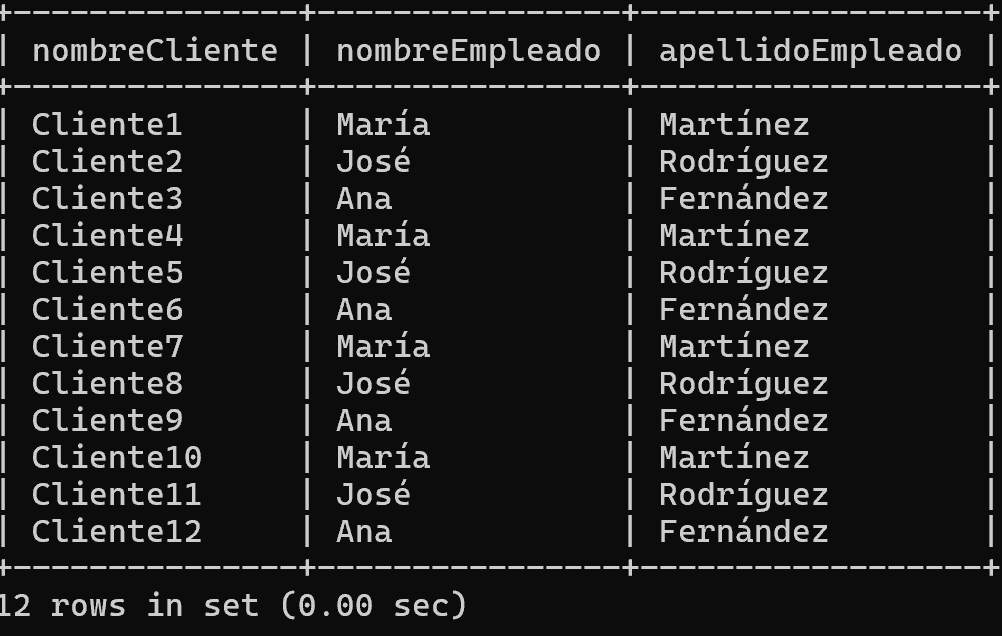 +---------------+----------------+-------------------+
| nombreCliente | nombreEmpleado | apellidoEmpleado |
+---------------+----------------+-------------------+
| Cliente1 | María | Martínez |
| Cliente2 | José | Rodríguez |
| Cliente3 | Ana | Fernández |
| Cliente4 | María | Martínez |
| Cliente5 | José | Rodríguez |
| Cliente6 | Ana | Fernández |
| Cliente7 | María | Martínez |
| Cliente8 | José | Rodríguez |
| Cliente9 | Ana | Fernández |
| Cliente10 | María | Martínez |
| Cliente11 | José | Rodríguez |
| Cliente12 | Ana | Fernández |
+---------------+----------------+-------------------+
12 rows in set (0.00 sec)